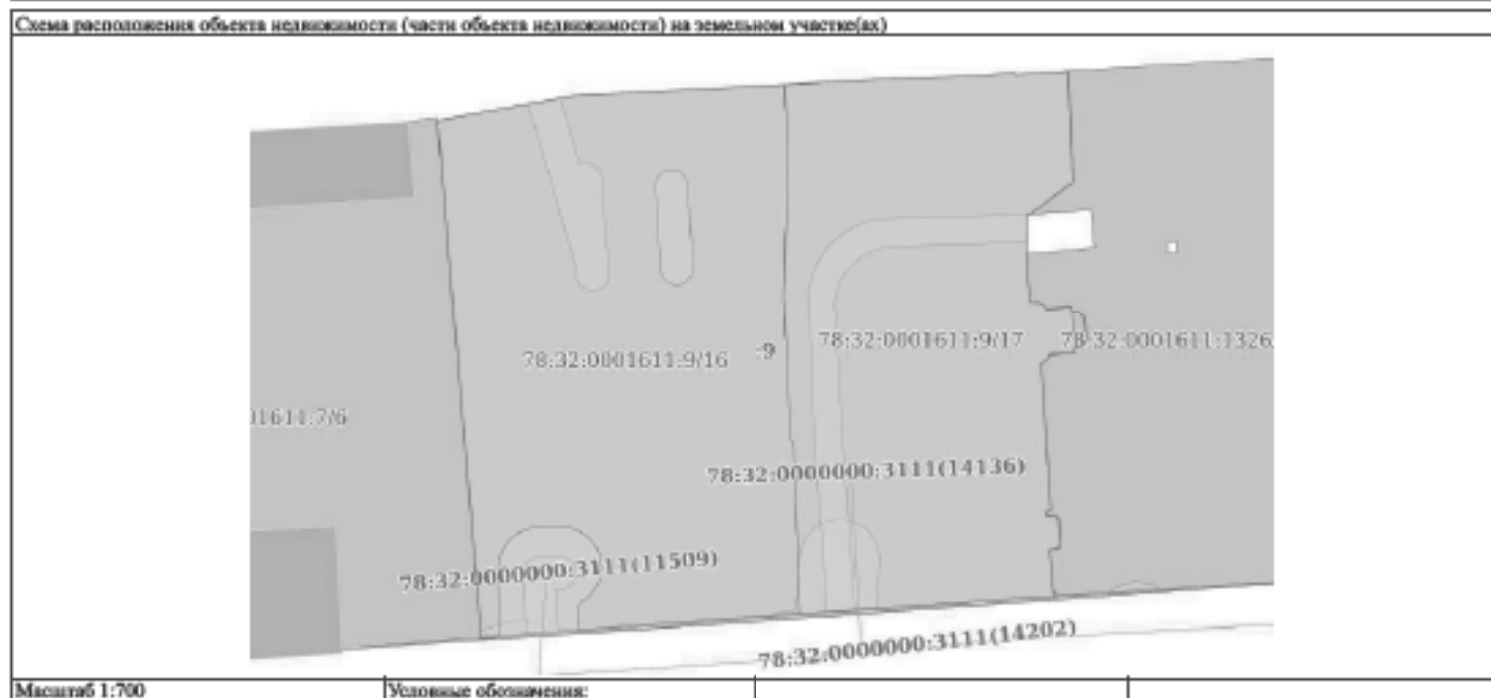 Схема расположения объекта недвижимости (части объекта недвижимости) на земельном участке(ах)
78:32:0001611:9/16
:9
78:32:0001611:9/17
78:32:0001611:1326
01611:7/6
78:32:0000000:3111(14136)
78:32:0000000:3111(11509)
78:32:0000000:3111(14202)
Масштаб 1:700
Условные обозначения: